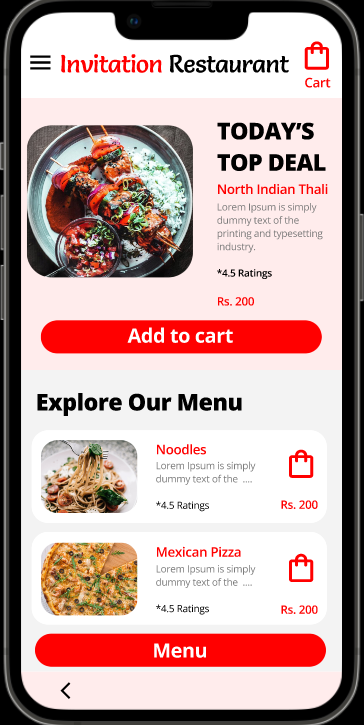 Invitation Restaurant
Cart
TODAY'S
TOP DEAL
North Indian Thali
Lorem Ipsum is simply
dummy text of the
printing and typesetting
industry.
*4.5 Ratings
Rs. 200
Add to cart
Explore Our Menu
Noodles
Lorem Ipsum is simply
dummy text of the ....
*4.5 Ratings
Rs. 200
Mexican Pizza
Lorem Ipsum is simply
dummy text of the ....
*4.5 Ratings
Rs. 200
Menu